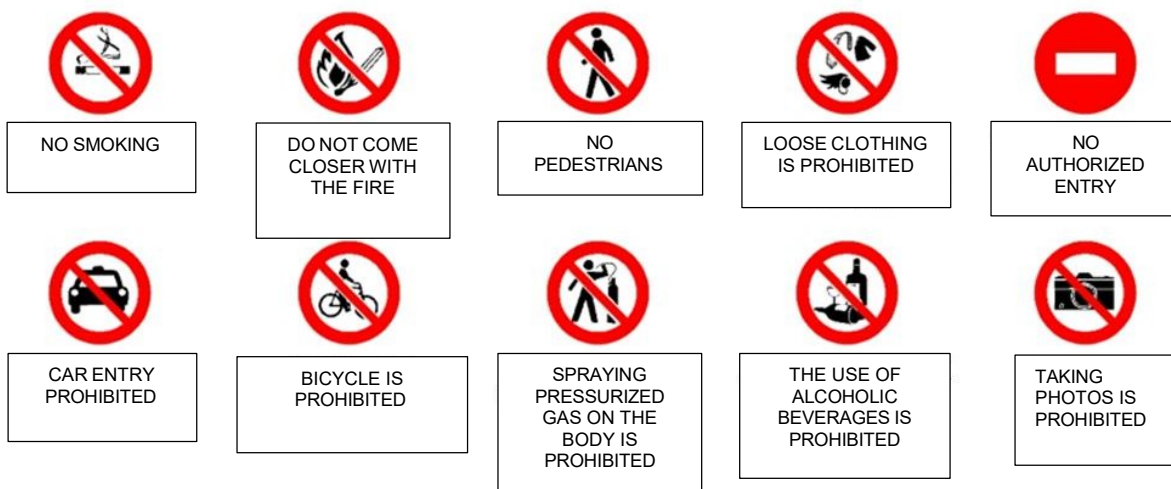 NO SMOKING
DO NOT COME
CLOSER WITH
THE FIRE
NO
PEDESTRIANS
LOOSE CLOTHING
IS PROHIBITED
NO
AUTHORIZED
ENTRY
CAR ENTRY
PROHIBITED
BICYCLE IS
PROHIBITED
SPRAYING
PRESSURIZED
GAS ON THE
BODY IS
PROHIBITED
THE USE OF
ALCOHOLIC
BEVERAGES IS
PROHIBITED
TAKING
PHOTOS IS
PROHIBITED